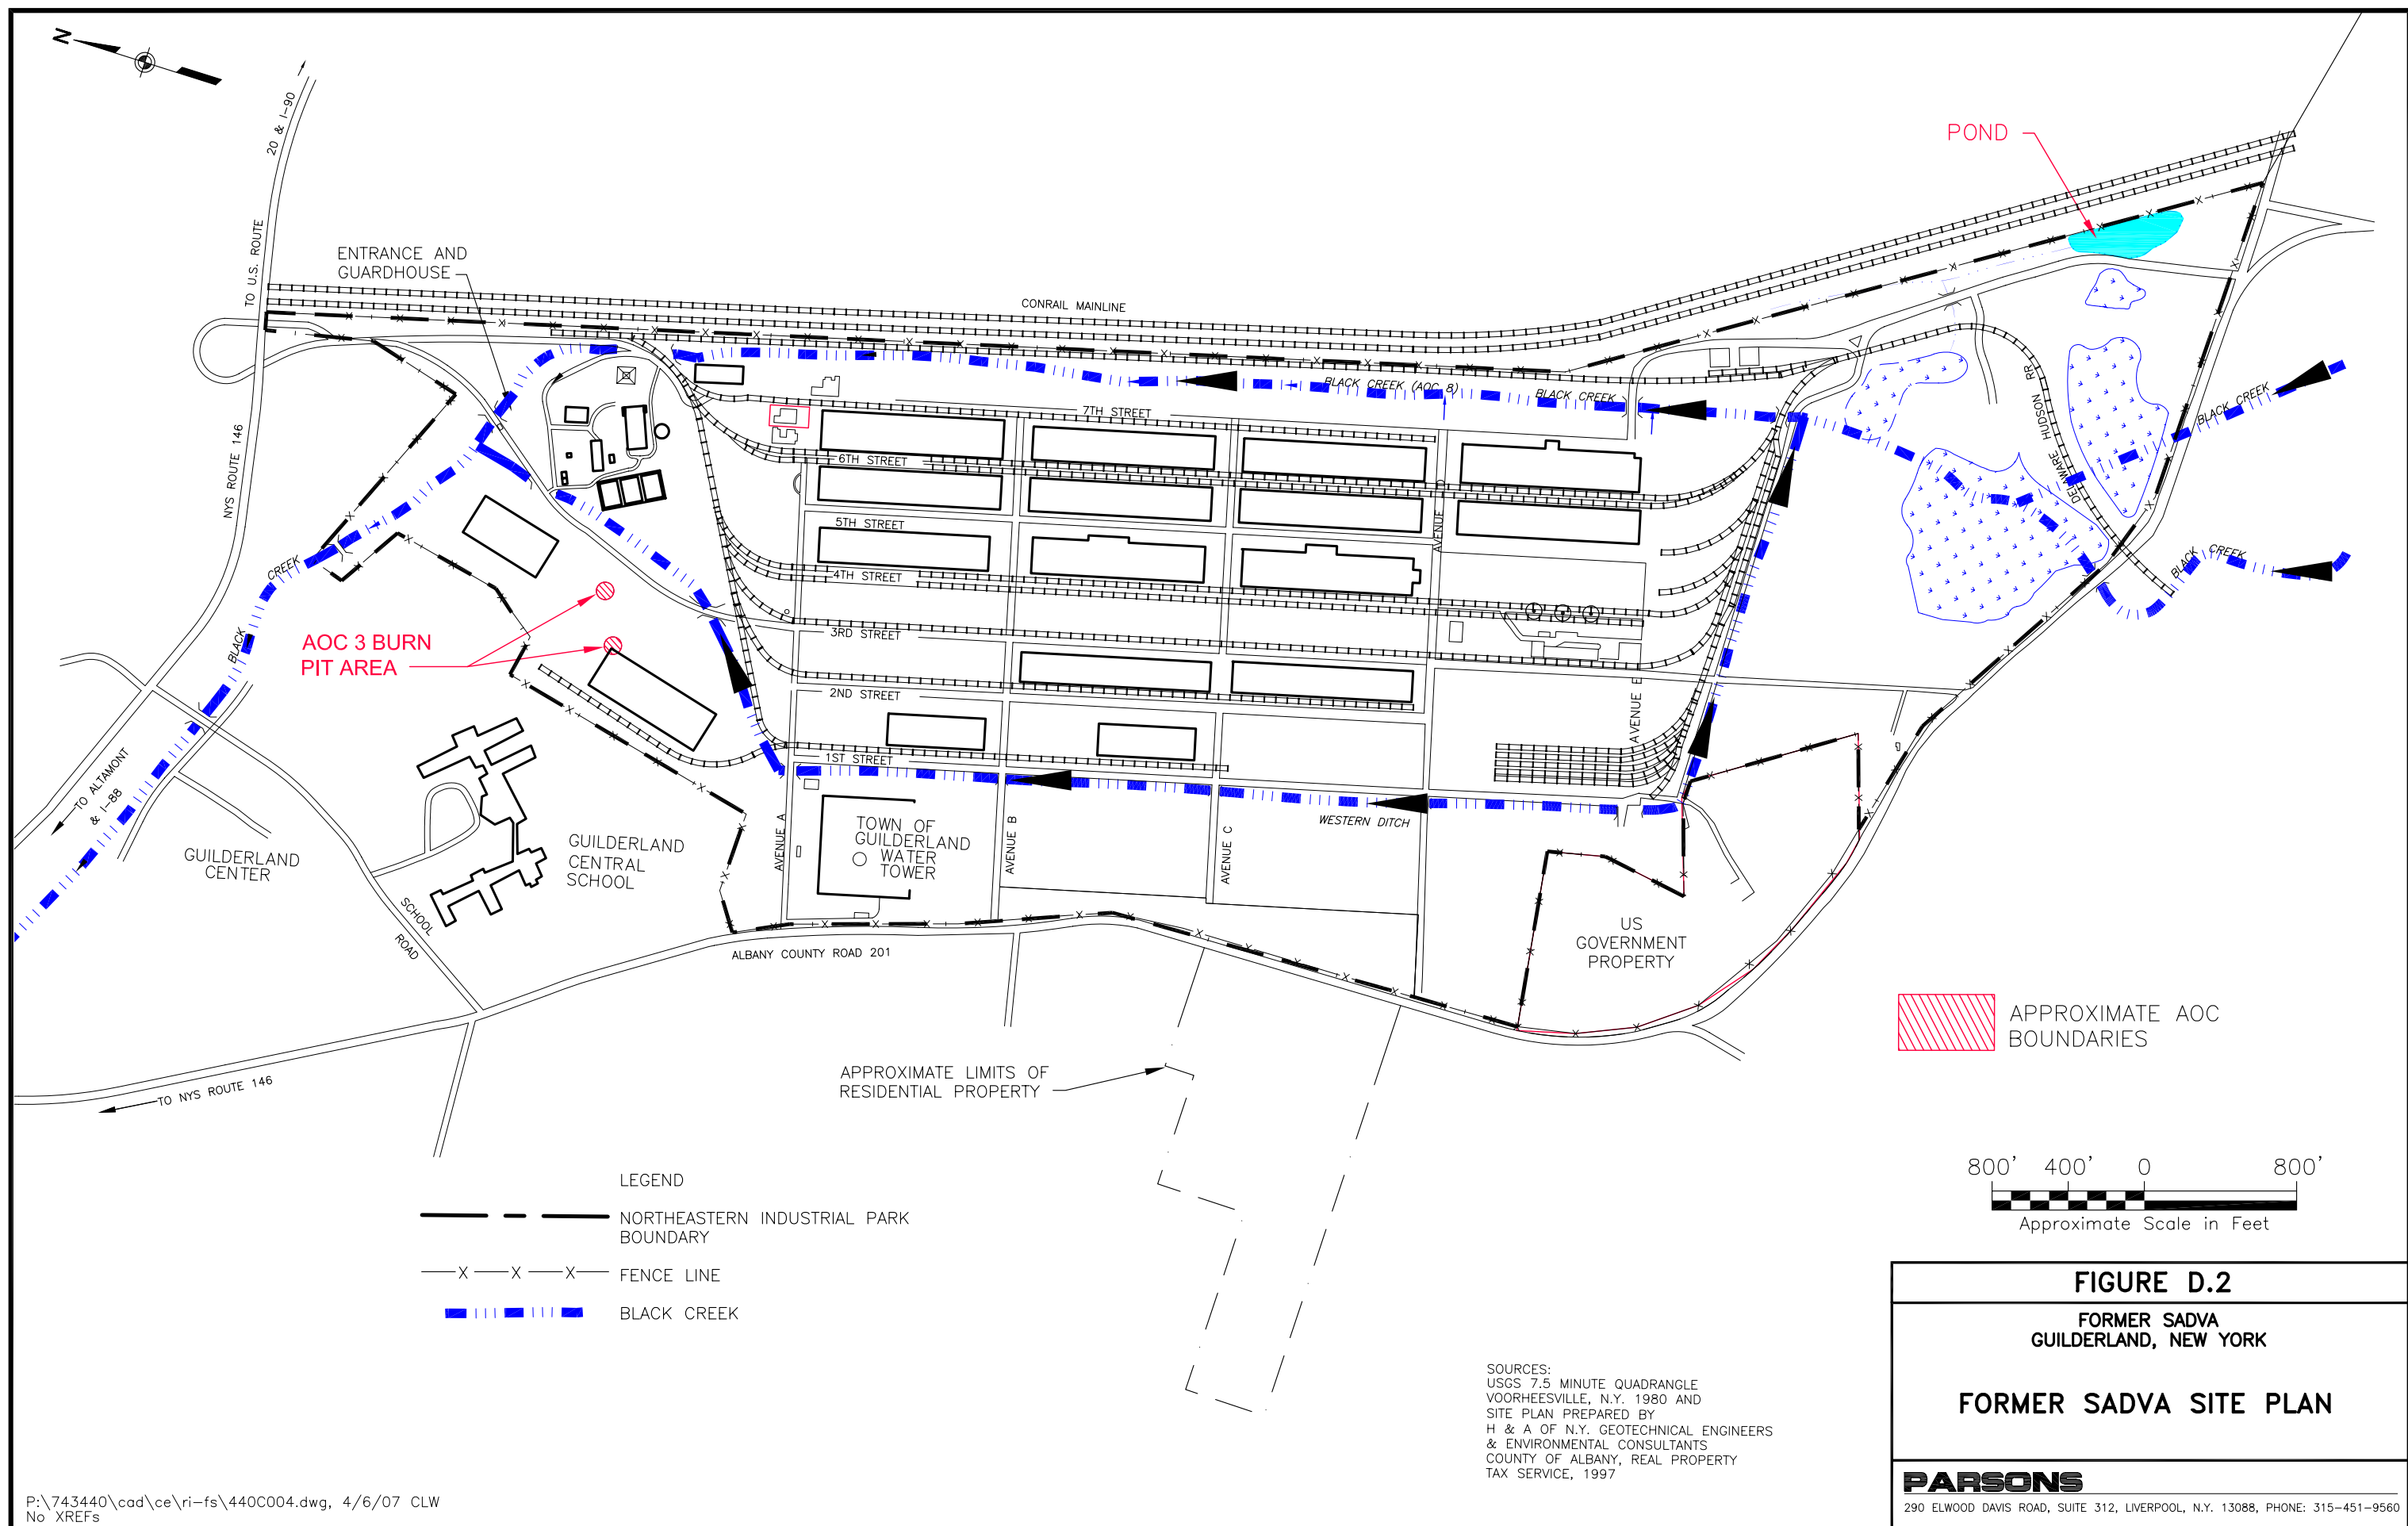 N
20 & I-90
TO U.S. ROUTE
POND
ENTRANCE AND
GUARDHOUSE
CONRAIL MAINLINE
BLACK CREEK (AOC 8)
BLACK CREEK
7TH STREET
DELAWARE HUDSON RR
BLACK CREEK
NYS ROUTE 146
6TH STREET
AVENUE D
5TH STREET
BLACK CREEK
4TH STREET
BLACK CREEK
AOC 3 BURN
PIT AREA
3RD STREET
2ND STREET
AVENUE E
1ST STREET
TO ALTAMONT
& I-88
WESTERN DITCH
GUILDERLAND
CENTER
GUILDERLAND
CENTRAL
SCHOOL
AVENUE A
TOWN OF
GUILDERLAND
WATER
TOWER
AVENUE B
AVENUE C
SCHOOL
ROAD
US
GOVERNMENT
PROPERTY
ALBANY COUNTY ROAD 201
APPROXIMATE AOC
BOUNDARIES
TO NYS ROUTE 146
APPROXIMATE LIMITS OF
RESIDENTIAL PROPERTY
LEGEND
NORTHEASTERN INDUSTRIAL PARK
BOUNDARY
X X X FENCE LINE
BLACK CREEK
800' 400' 0 800'
Approximate Scale in Feet
FIGURE D.2
FORMER SADVA
GUILDERLAND, NEW YORK
FORMER SADVA SITE PLAN
SOURCES:
USGS 7.5 MINUTE QUADRANGLE
VOORHEESVILLE, N.Y. 1980 AND
SITE PLAN PREPARED BY
H & A OF N.Y. GEOTECHNICAL ENGINEERS
& ENVIRONMENTAL CONSULTANTS
COUNTY OF ALBANY, REAL PROPERTY
TAX SERVICE, 1997
PARSONS
290 ELWOOD DAVIS ROAD, SUITE 312, LIVERPOOL, N.Y. 13088, PHONE: 315-451-9560
P:\743440\cad\ce\ri-fs\440C004.dwg, 4/6/07 CLW
No XREFs